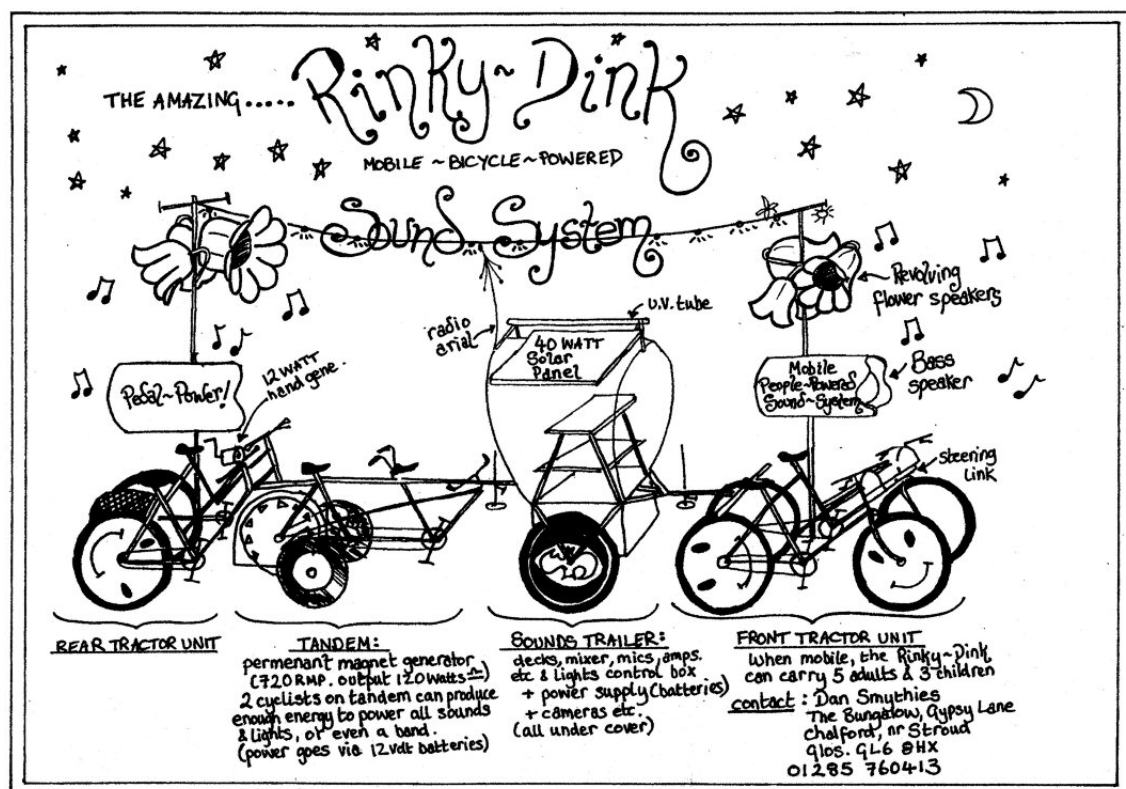 THE AMAZING.....
Rinky~Dink
MOBILE~BICYCLE~POWERED
Sound System
Revolving
flower speakers
U.V. tube
radio
arial
40 WATT
Solar
Panel
12 WATT
hand gene.
Pedal~Power!
Mobile
People~Powered
Sound~System
Bass
speaker
Steering
Link
REAR TRACTOR UNIT
TANDEM:
permenant magnet generator
(720 RMP. output 120 Watts
2 cyclists on tandem can produce
enough energy to power all sounds
& lights, or even a band.
(power goes via 12 volt batteries)
SOUNDS TRAILER:
decks, mixer, mics, amps.
etc & lights control box
+ power supply (batteries)
+ cameras etc.
(all under cover)
FRONT TRACTOR UNIT
When mobile, the Rinky~Dink
can carry 5 adults & 3 children
contact : Dan Smythies
The Bungalow, Gypsy Lane
chalford, nr Stroud
Glos. GL6 8HX
01285 760413